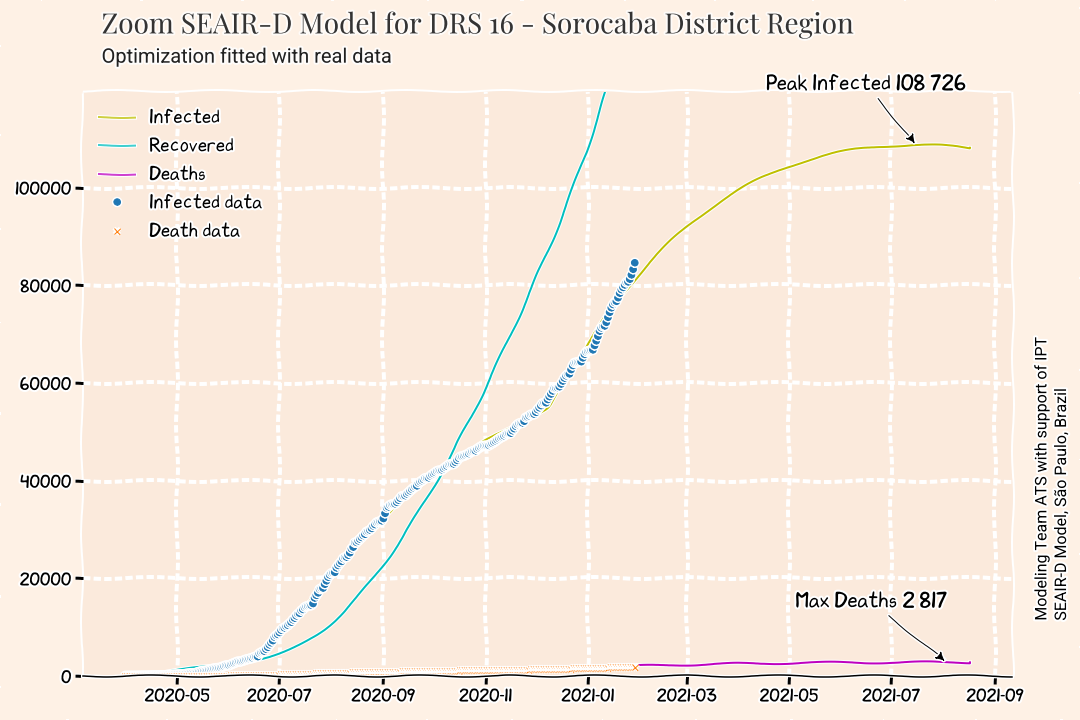 Zoom SEAIR-D Model for DRS 16 - Sorocaba District Region
Optimization fitted with real data
Peak Infected 108 726
Infected
Recovered
Deaths
Infected data
Death data
100000
80000
60000
40000
20000
0
Max Deaths 2 817
2020-05
2020-07
2020-09
2020-11
2021-01
2021-03
2021-05
2021-07
2021-09
Modeling Team ATS with support of IPT
SEAIR-D Model, São Paulo, Brazil